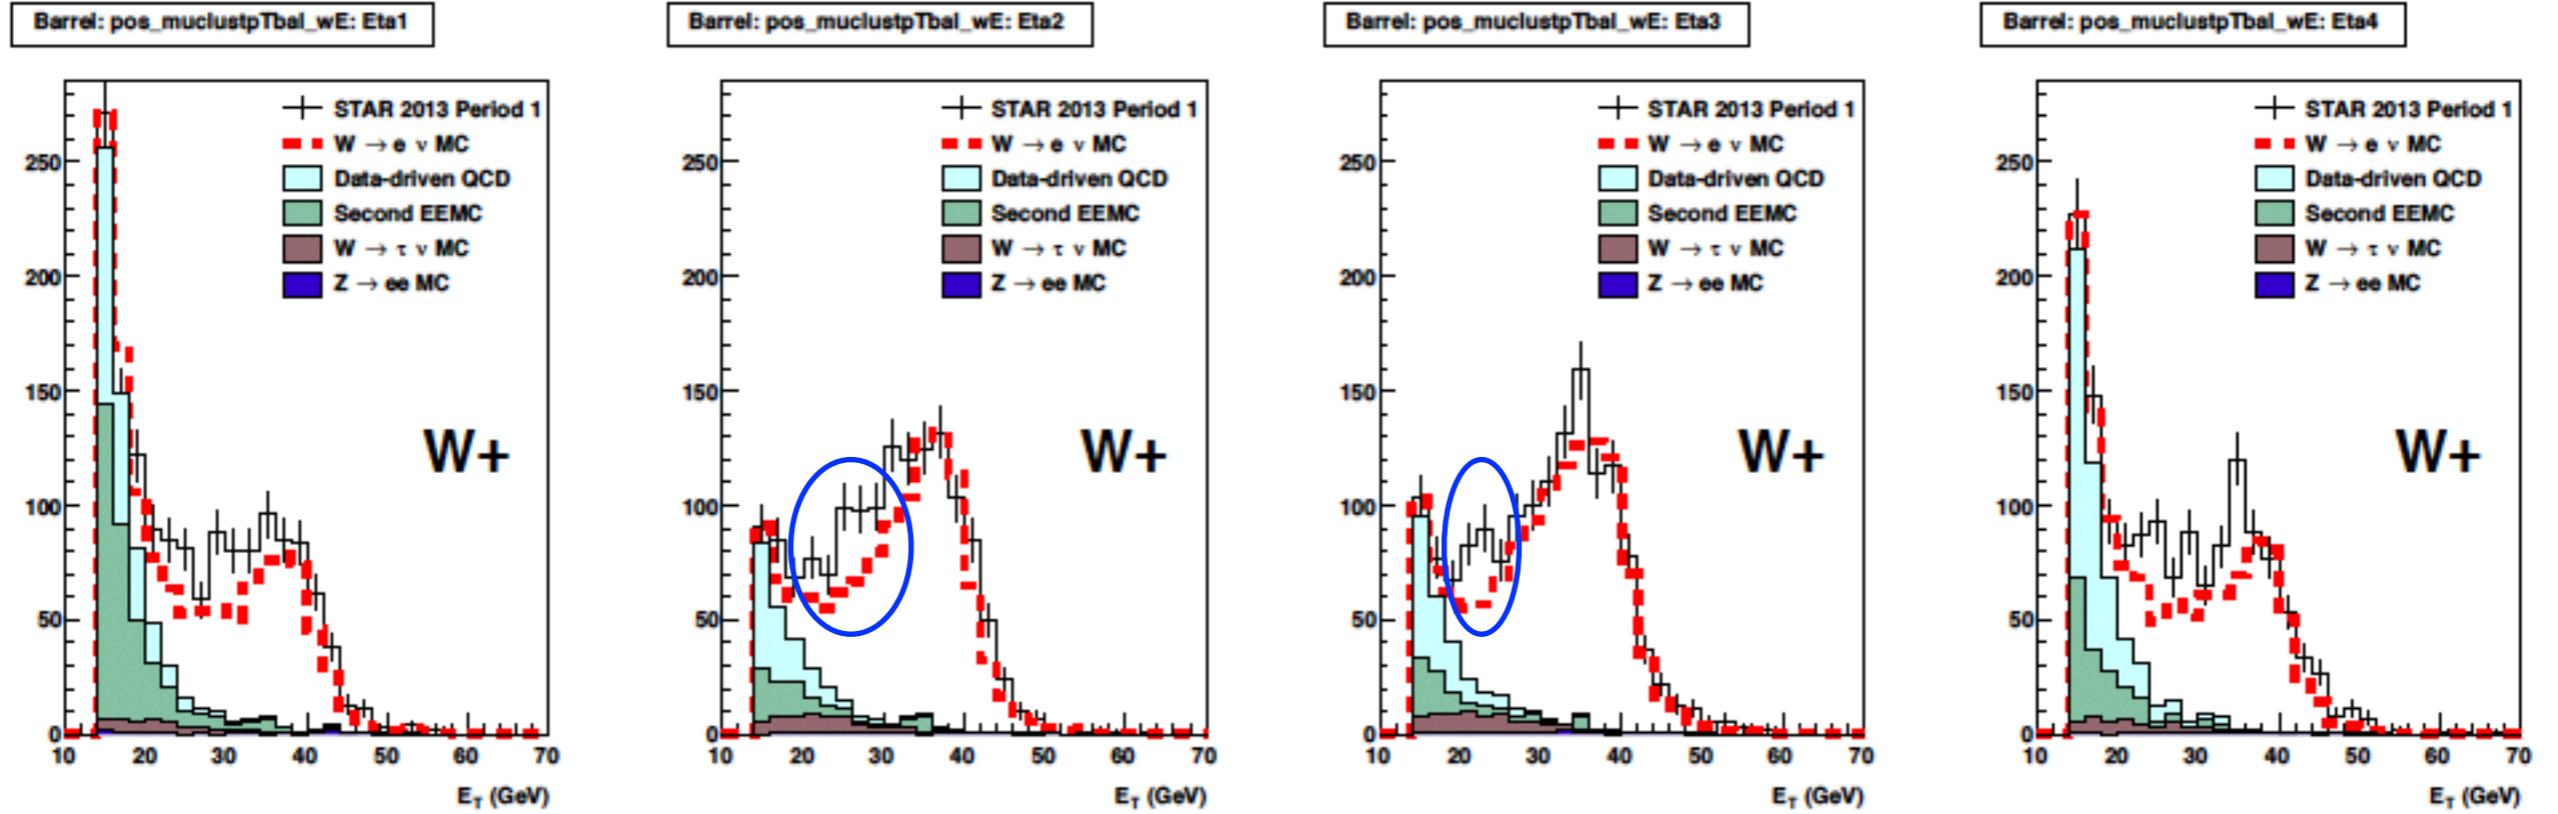 Barrel: pos_muclustpTbal_wE: Eta1
STAR 2013 Period 1
W → e ν MC
Data-driven QCD
Second EEMC
W → τ ν MC
Z → ee MC
W+
250
200
150
100
50
0
10 20 30 40 50 60 70
E_T (GeV)
Barrel: pos_muclustpTbal_wE: Eta2
STAR 2013 Period 1
W → e ν MC
Data-driven QCD
Second EEMC
W → τ ν MC
Z → ee MC
W+
250
200
150
100
50
0
10 20 30 40 50 60 70
E_T (GeV)
Barrel: pos_muclustpTbal_wE: Eta3
STAR 2013 Period 1
W → e ν MC
Data-driven QCD
Second EEMC
W → τ ν MC
Z → ee MC
W+
250
200
150
100
50
0
10 20 30 40 50 60 70
E_T (GeV)
Barrel: pos_muclustpTbal_wE: Eta4
STAR 2013 Period 1
W → e ν MC
Data-driven QCD
Second EEMC
W → τ ν MC
Z → ee MC
W+
250
200
150
100
50
0
10 20 30 40 50 60 70
E_T (GeV)